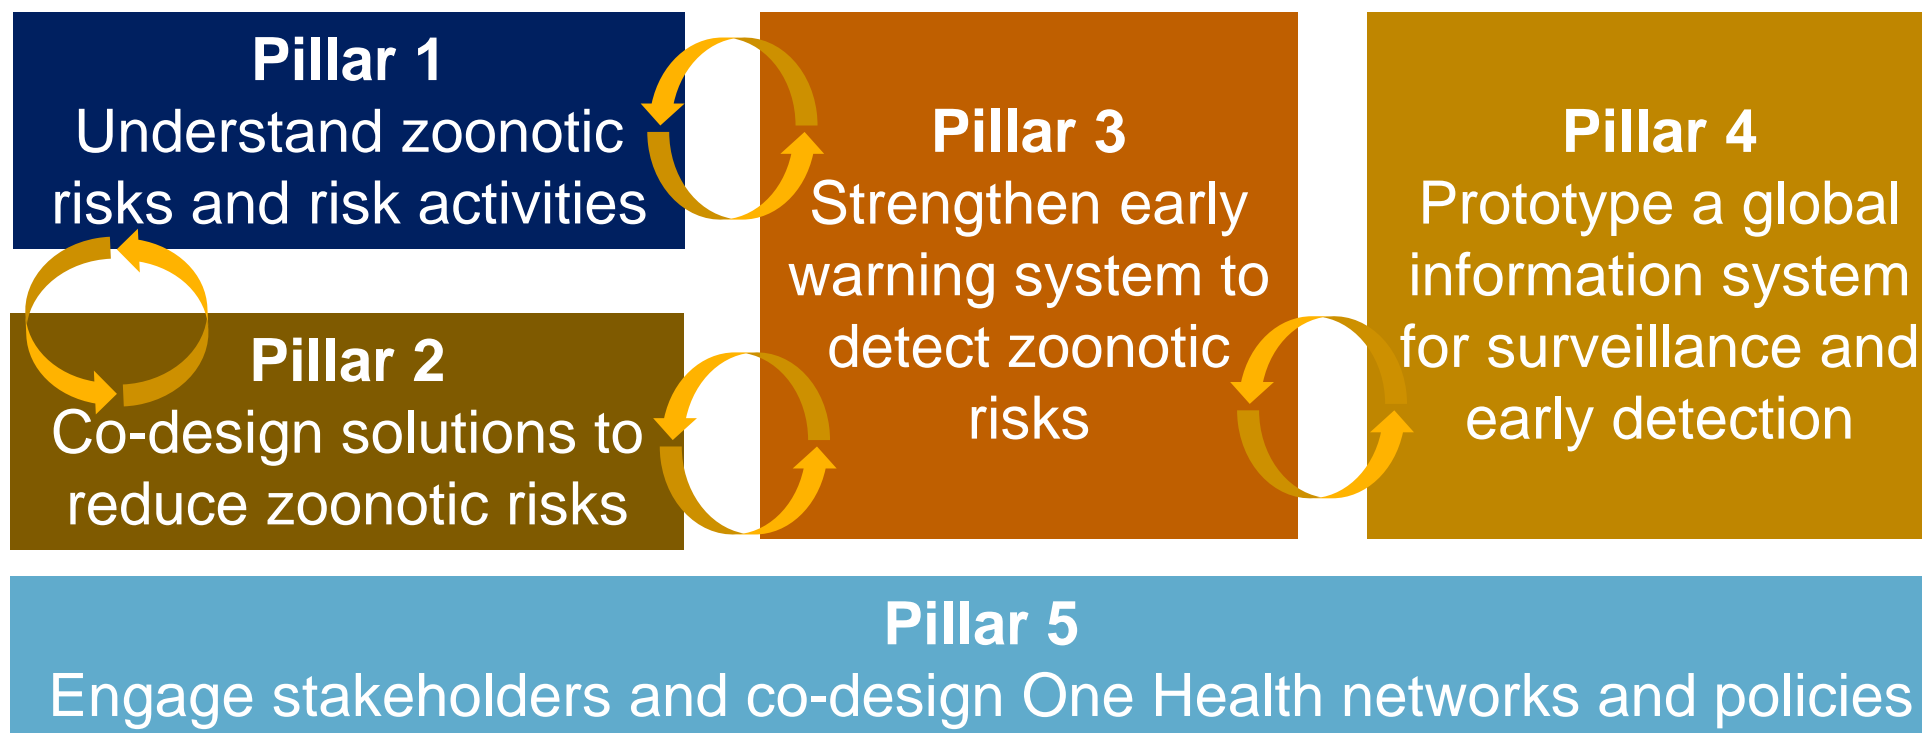 Pillar 1
Understand zoonotic
risks and risk activities
Pillar 2
Co-design solutions to
reduce zoonotic risks
Pillar 3
Strengthen early
warning system to
detect zoonotic
risks
Pillar 4
Prototype a global
information system
for surveillance and
early detection
Pillar 5
Engage stakeholders and co-design One Health networks and policies